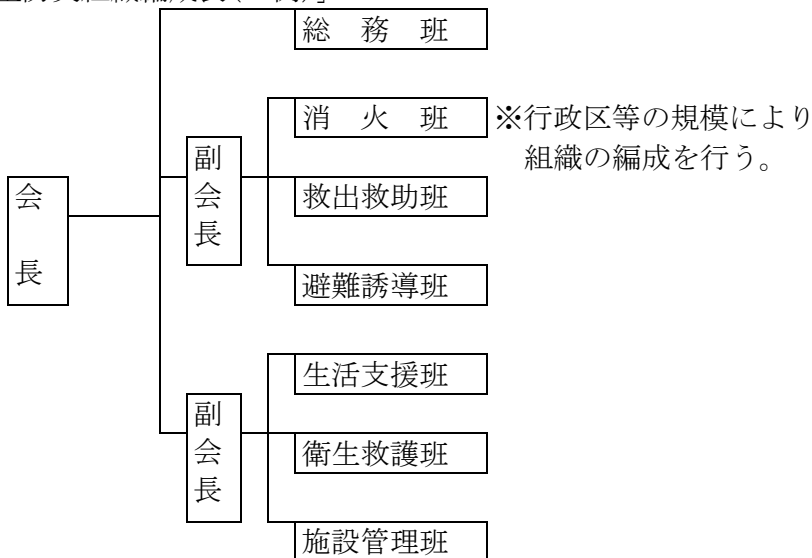 総 務 班
消 火 班
※行政区等の規模により
組織の編成を行う。
副会長
会長
救出救助班
避難誘導班
生活支援班
副会長
衛生救護班
施設管理班